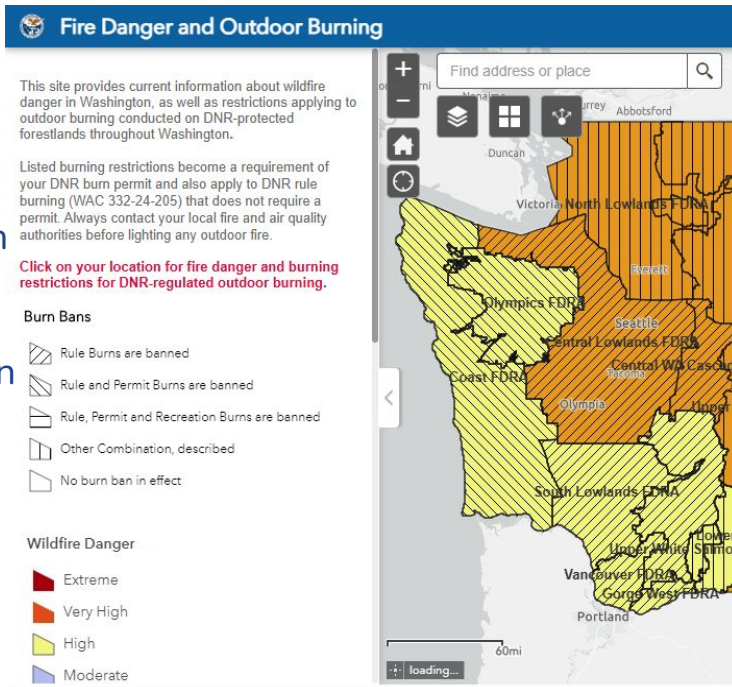 Fire Danger and Outdoor Burning
This site provides current information about wildfire
danger in Washington, as well as restrictions applying to
outdoor burning conducted on DNR-protected
forestlands throughout Washington.
Listed burning restrictions become a requirement of
your DNR burn permit and also apply to DNR rule
burning (WAC 332-24-205) that does not require a
permit. Always contact your local fire and air quality
authorities before lighting any outdoor fire.
Click on your location for fire danger and burning
restrictions for DNR-regulated outdoor burning.
Burn Bans
Rule Burns are banned
Rule and Permit Burns are banned
Rule, Permit and Recreation Burns are banned
Other Combination, described
No burn ban in effect
Wildfire Danger
Extreme
Very High
High
Moderate
+
Find address or place
−
Abbotsford
Duncan
Victoria
North Lowlands FDRA
Everett
Olympics FDRA
Seattle
Central Lowlands FDRA
Central WA
Tacoma
Coast FDRA
Olympia
Upper
South Lowlands FDRA
Lower
Upper White
Vancouver FDRA
Gorge West FDRA
Portland
60mi
loading...